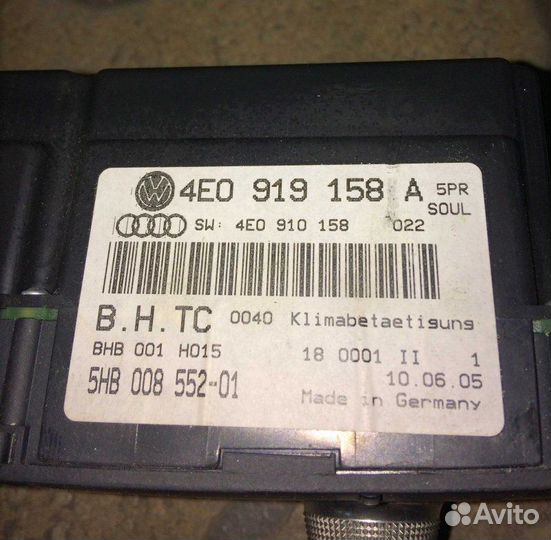 4E0 919 158 A 5PR
SOUL
SW: 4E0 910 158 022
B.H.TC 0040 Klimabetaetigung
BHB 001 H015 18 0001 II 1
5HB 008 552-01 10.06.05
Made in Germany
Avito